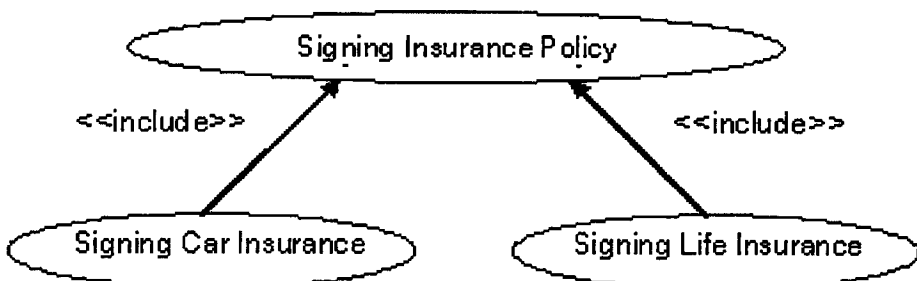 Signing Insurance Policy
<<include>>
<<include>>
Signing Car Insurance
Signing Life Insurance